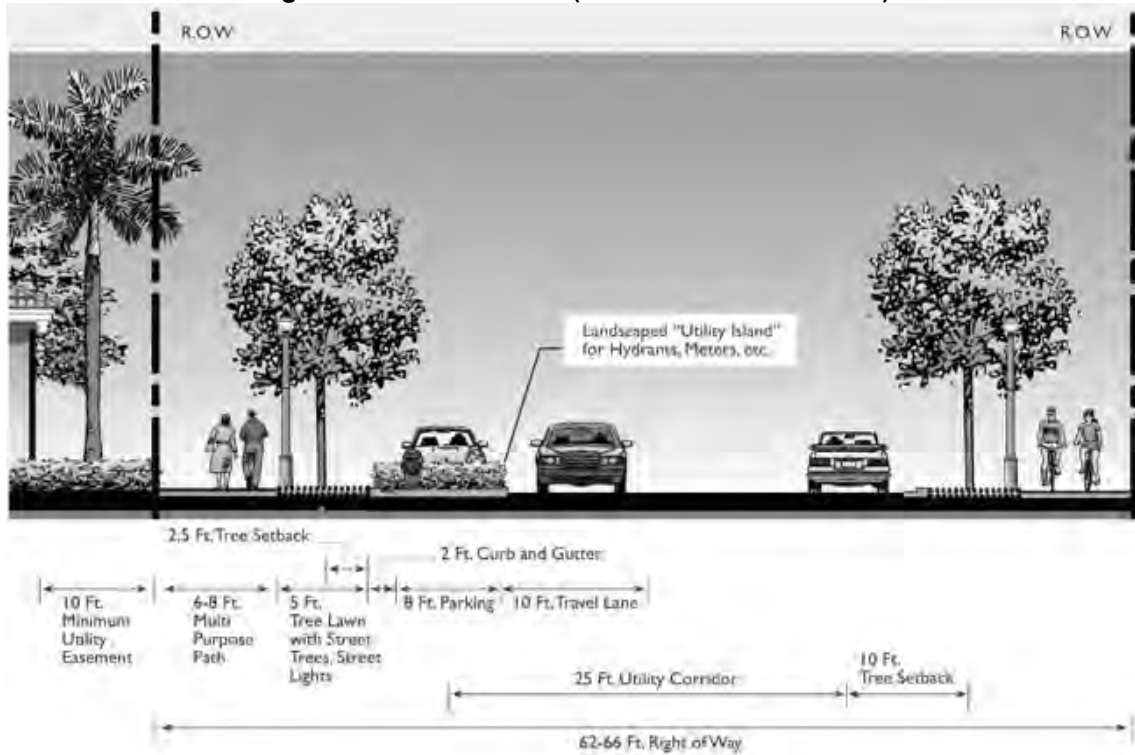 R.O.W
R.O.W
Landscaped "Utility Island"
for Hydrants, Meters, etc.
2.5 Ft. Tree Setback
2 Ft. Curb and Gutter
10 Ft.
Minimum
Utility
Easement
6-8 Ft.
Multi
Purpose
Path
5 Ft.
Tree Lawn
with Street
Trees, Street
Lights
8 Ft. Parking
10 Ft. Travel Lane
25 Ft. Utility Corridor
10 Ft.
Tree Setback
62-66 Ft. Right of Way